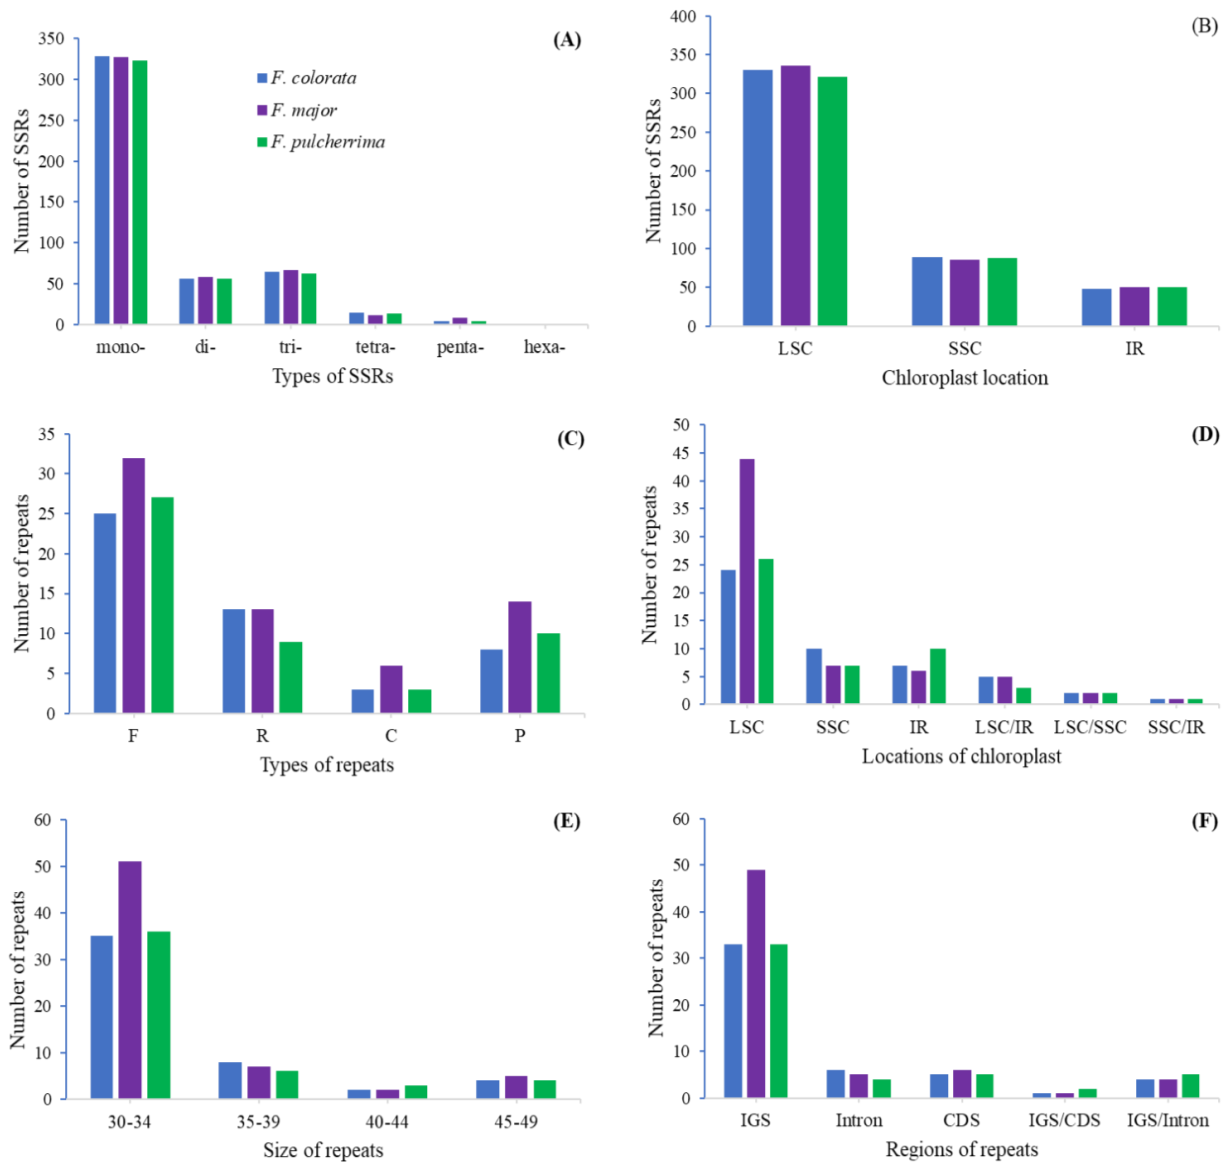 (A)
350
300
250
200
150
100
50
0
Number of SSRs
F. colorata
F. major
F. pulcherrima
mono- di- tri- tetra- penta- hexa-
Types of SSRs
(B)
400
350
300
250
200
150
100
50
0
Number of SSRs
LSC SSC IR
Chloroplast location
(C)
35
30
25
20
15
10
5
0
Number of repeats
F R C P
Types of repeats
(D)
50
45
40
35
30
25
20
15
10
5
0
Number of repeats
LSC SSC IR LSC/IR LSC/SSC SSC/IR
Locations of chloroplast
(E)
60
50
40
30
20
10
0
Number of repeats
30-34 35-39 40-44 45-49
Size of repeats
(F)
60
50
40
30
20
10
0
Number of repeats
IGS Intron CDS IGS/CDS IGS/Intron
Regions of repeats